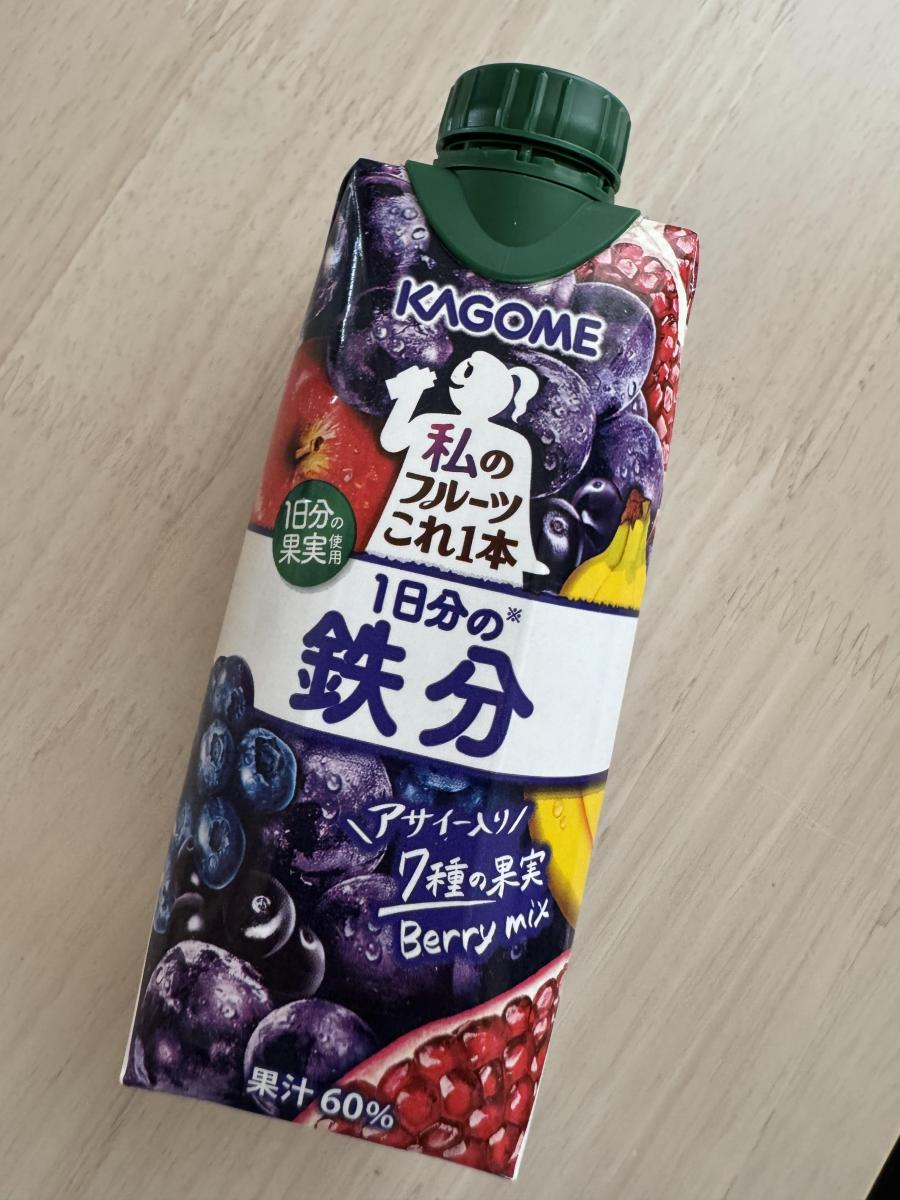 KAGOME
私の
フルーツ
これ1本
1日分の
果実使用
1日分の※
鉄分
\アサイー入り/
7種の果実
Berry mix
果汁60%